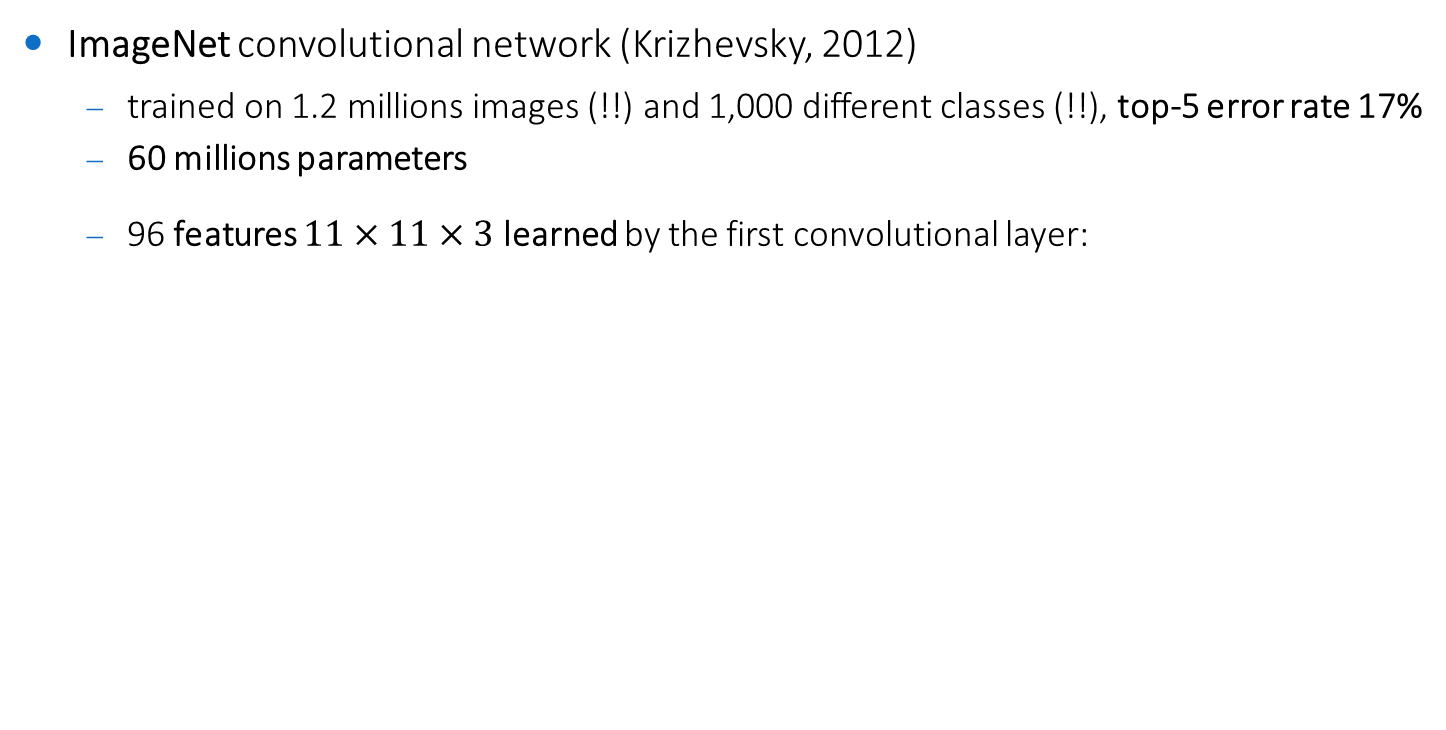 • ImageNet convolutional network (Krizhevsky, 2012)
– trained on 1.2 millions images (!!) and 1,000 different classes (!!), top-5 error rate 17%
– 60 millions parameters
– 96 features 11 × 11 × 3 learned by the first convolutional layer: